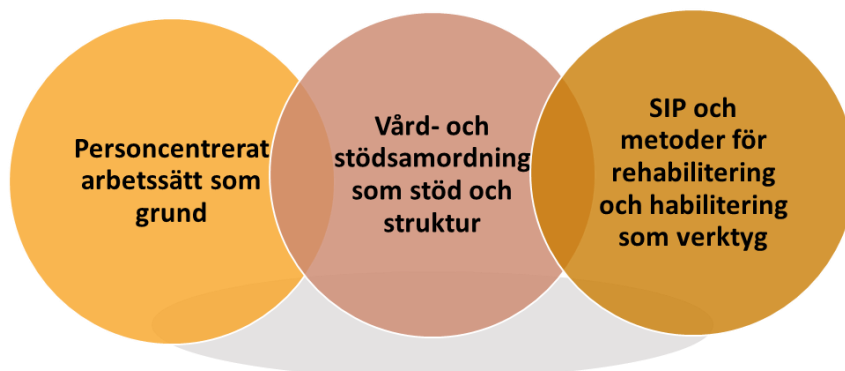 Personcentrerat
arbetssätt som
grund
Vård- och
stödsamordning
som stöd och
struktur
SIP och
metoder för
rehabilitering
och habilitering
som verktyg